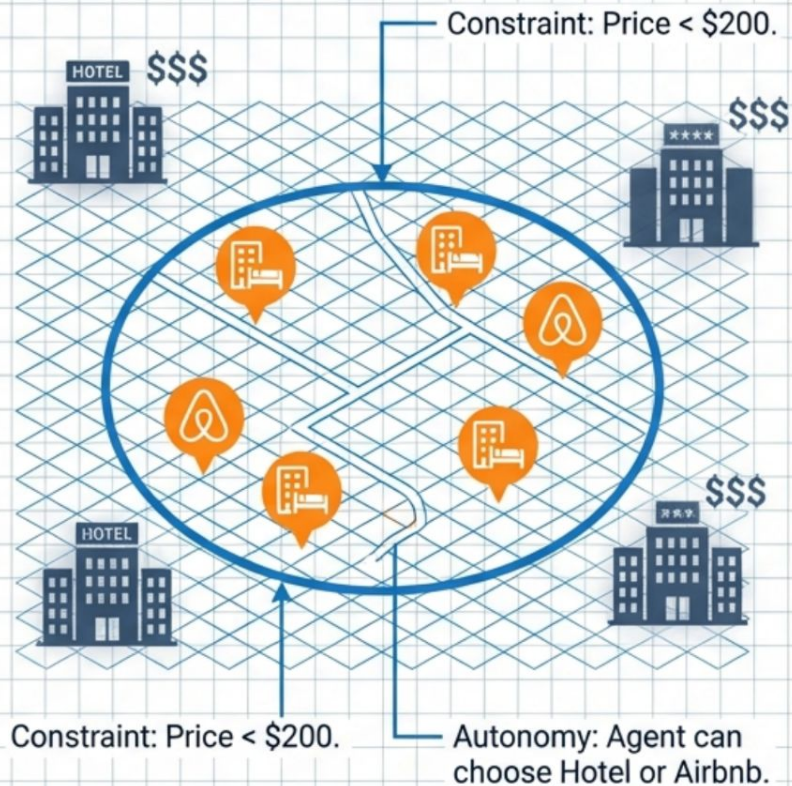 Constraint: Price < $200.
HOTEL
$$$
$$$
$$$
HOTEL
Constraint: Price < $200.
Autonomy: Agent can
choose Hotel or Airbnb.